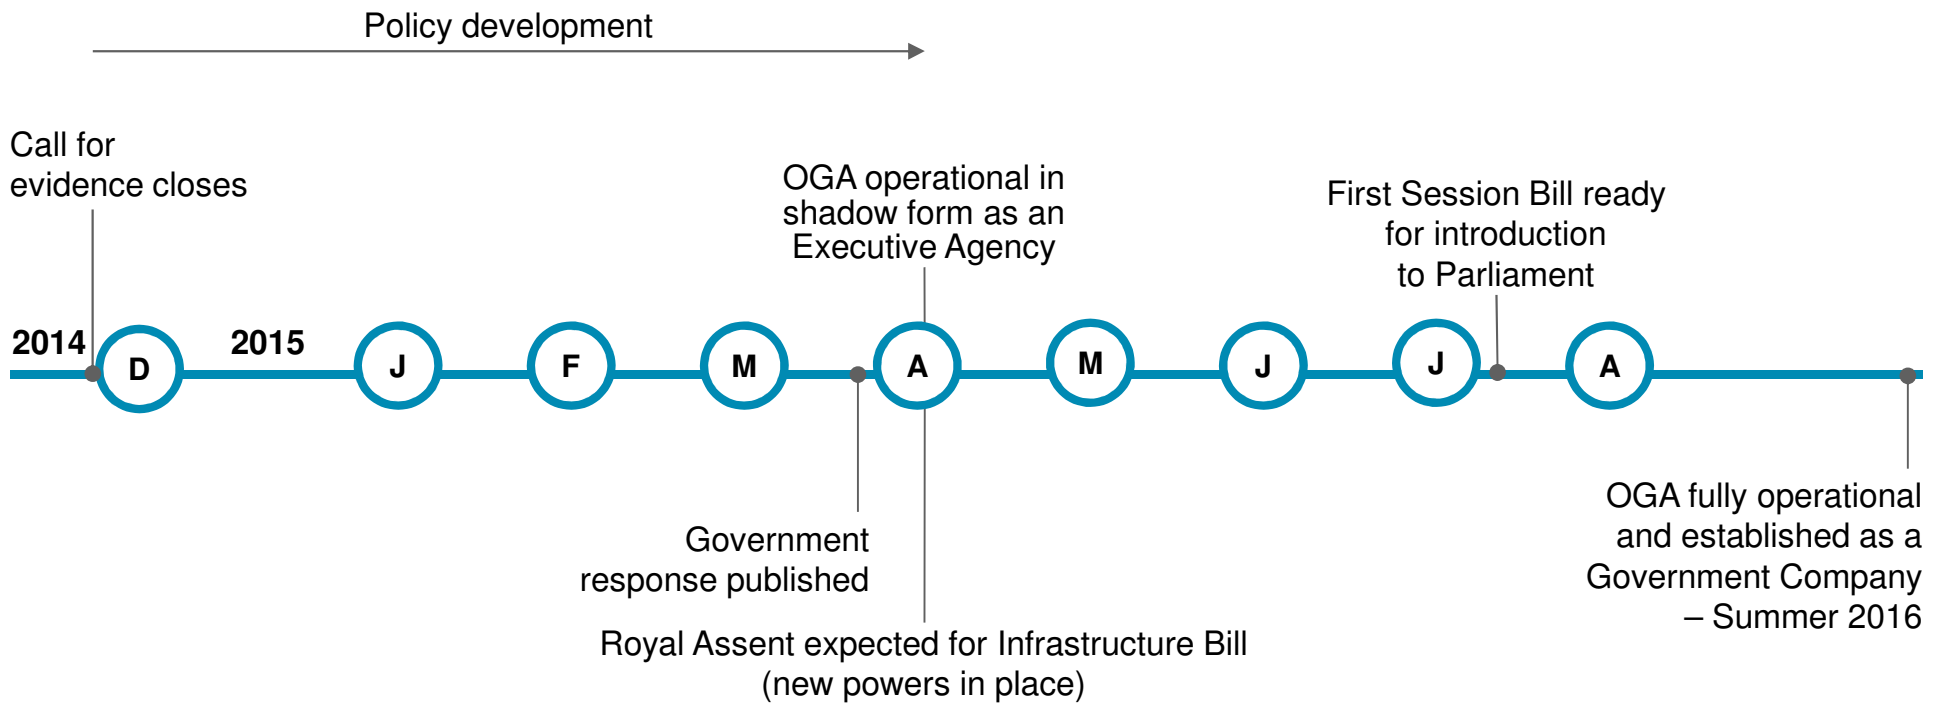 Policy development
Call for
evidence closes
OGA operational in
shadow form as an
Executive Agency
First Session Bill ready
for introduction
to Parliament
2014
2015
D
J
F
M
A
M
J
J
A
Government
response published
Royal Assent expected for Infrastructure Bill
(new powers in place)
OGA fully operational
and established as a
Government Company
– Summer 2016